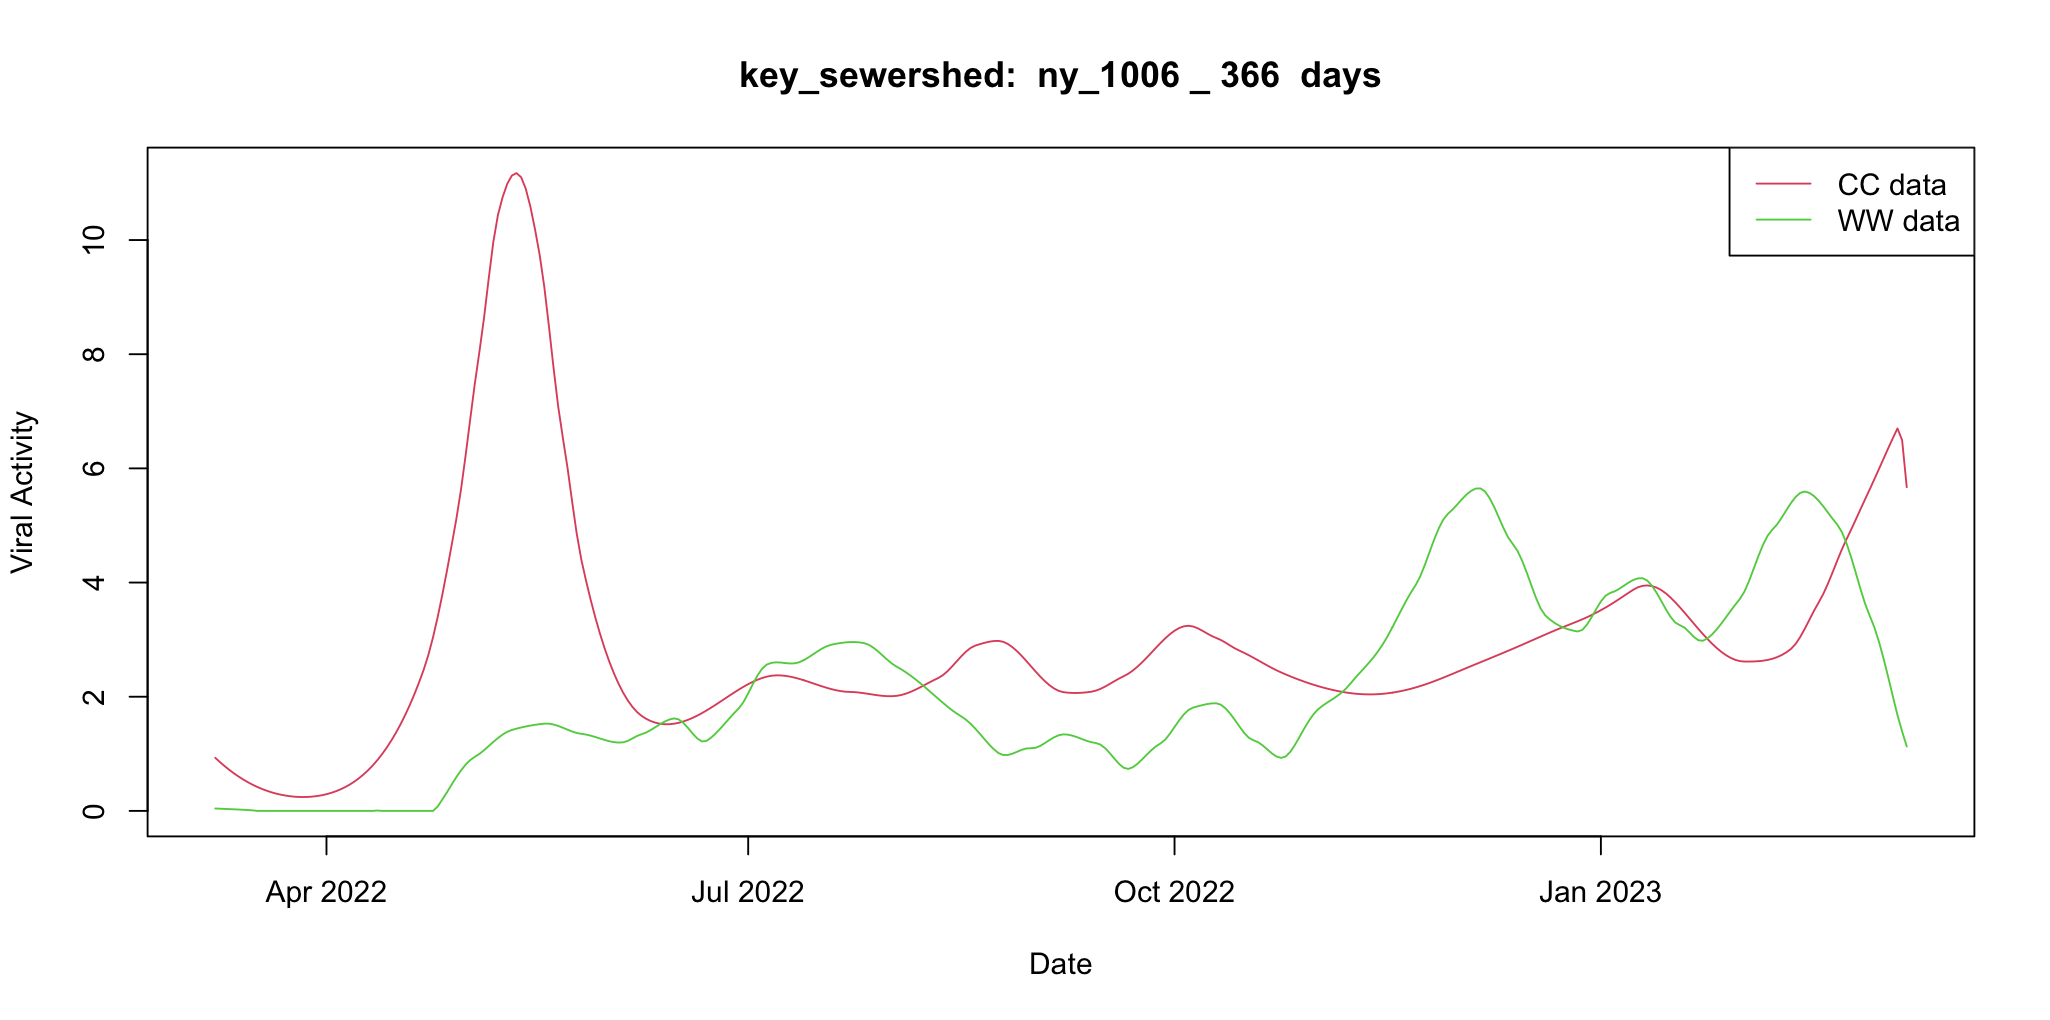 key_sewershed:  ny_1006 _ 366  days
CC data
WW data
Viral Activity
10
8
6
4
2
0
Apr 2022
Jul 2022
Oct 2022
Jan 2023
Date